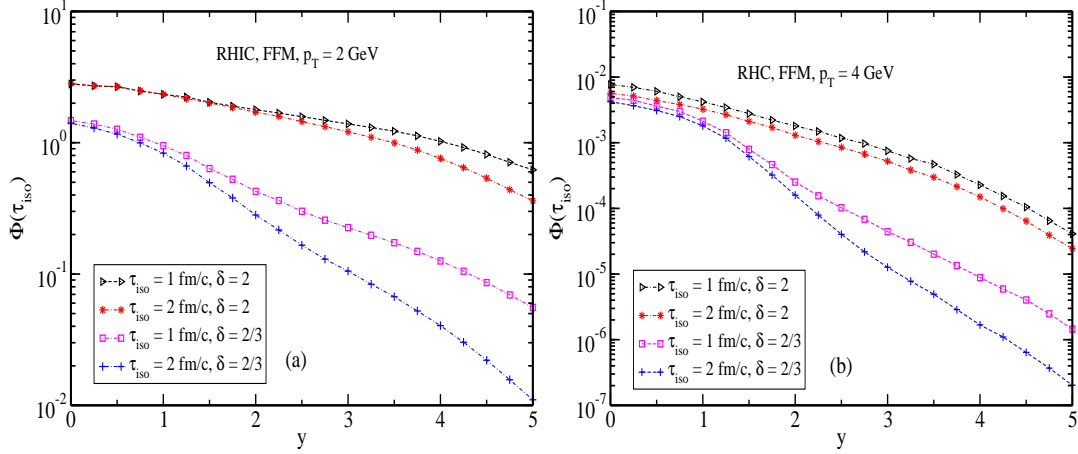 RHIC, FFM, p_T = 2 GeV
Φ(τ_iso)
10^1
10^0
10^-1
10^-2
τ_iso = 1 fm/c, δ = 2
τ_iso = 2 fm/c, δ = 2
τ_iso = 1 fm/c, δ = 2/3
τ_iso = 2 fm/c, δ = 2/3
(a)
0 1 2 3 4 5
y
RHC, FFM, p_T = 4 GeV
Φ(τ_iso)
10^-1
10^-2
10^-3
10^-4
10^-5
10^-6
10^-7
τ_iso = 1 fm/c, δ = 2
τ_iso = 2 fm/c, δ = 2
τ_iso = 1 fm/c, δ = 2/3
τ_iso = 2 fm/c, δ = 2/3
(b)
0 1 2 3 4 5
y